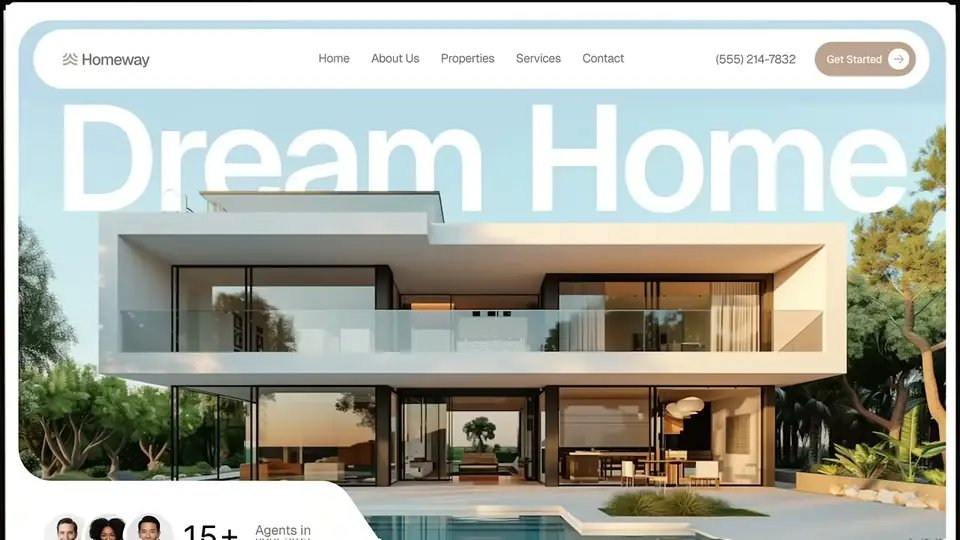 Homeway
Home
About Us
Properties
Services
Contact
(555) 214-7832
Get Started
Dream Home
15+
Agents in